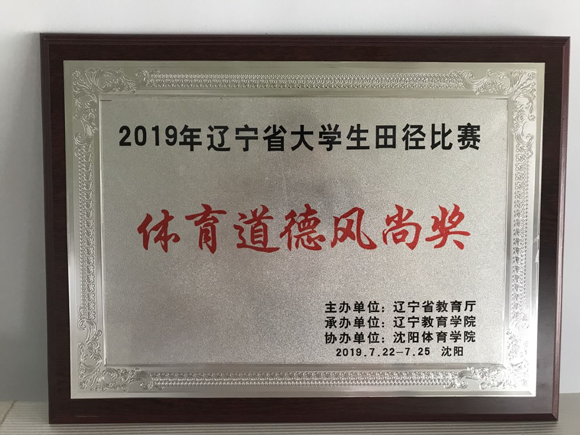 2019年辽宁省大学生田径比赛
体育道德风尚奖
主办单位：辽宁省教育厅
承办单位：辽宁教育学院
协办单位：沈阳体育学院
2019.7.22-7.25 沈阳